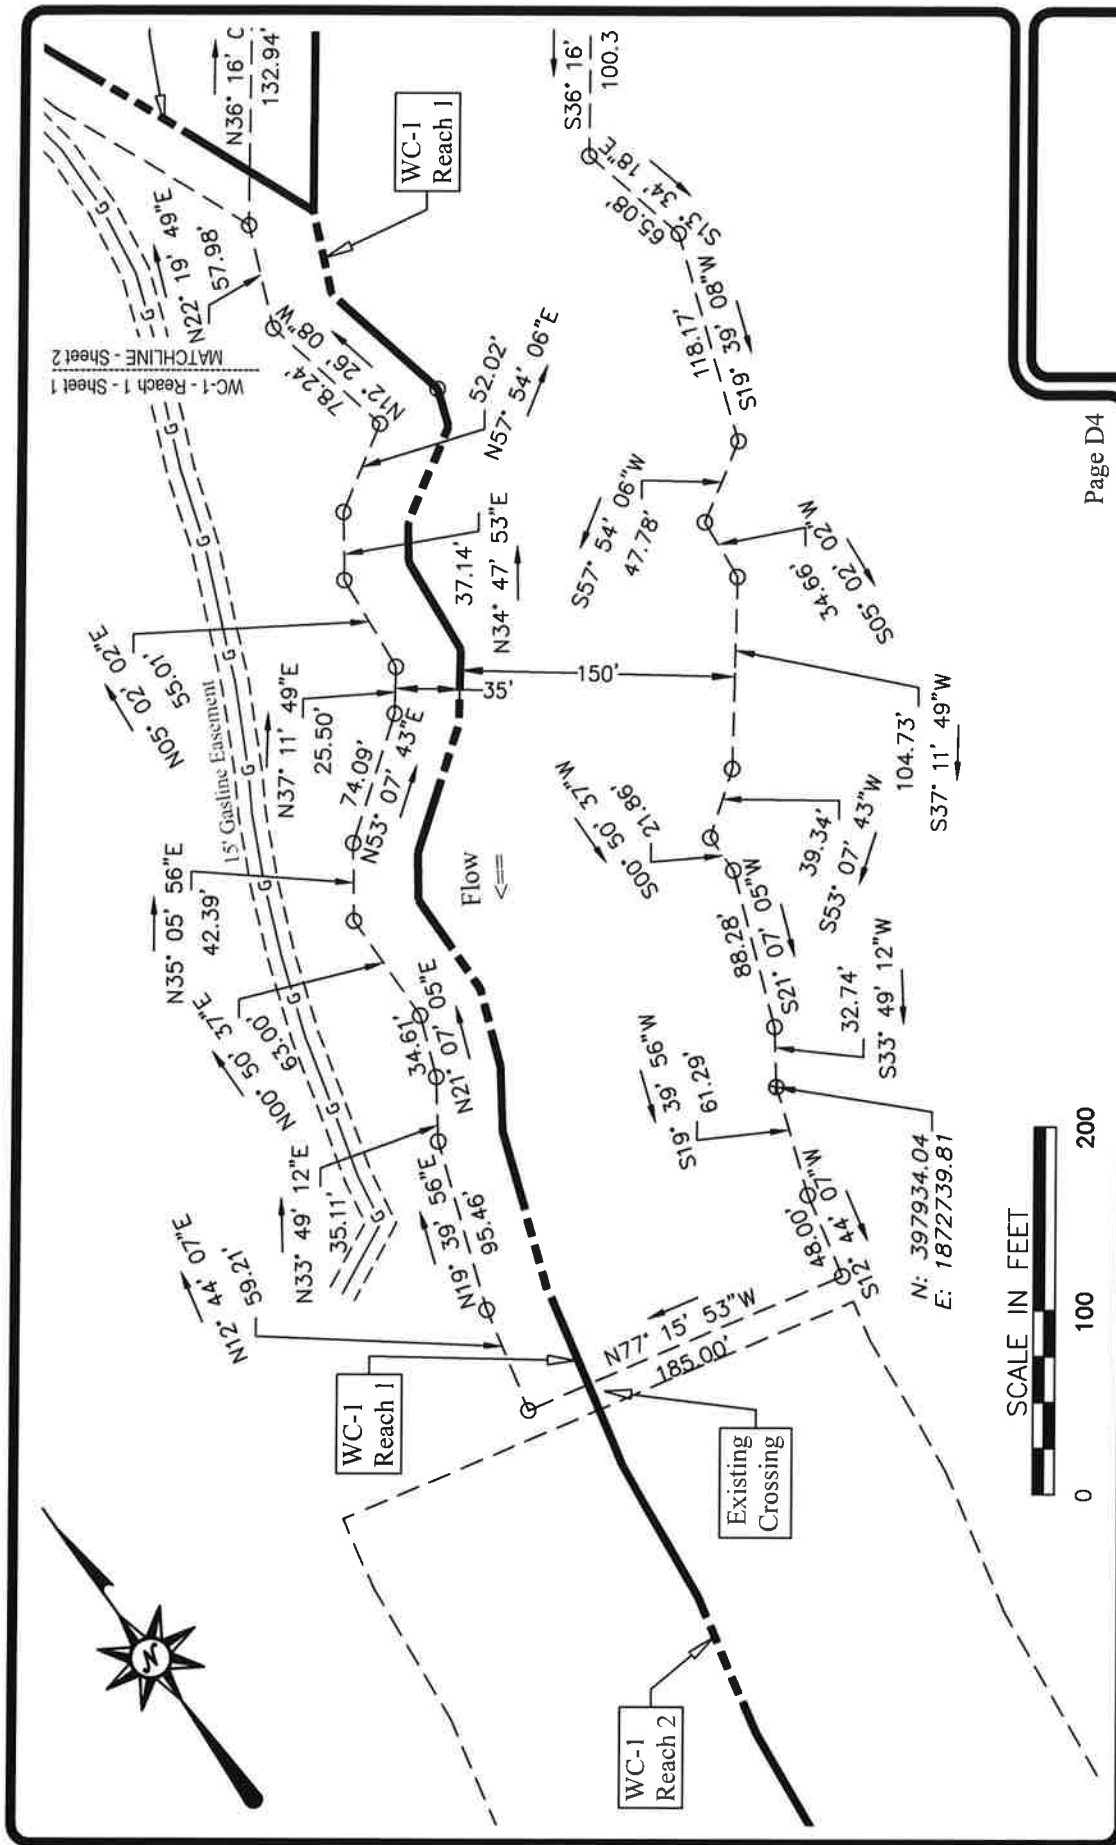 N36° 16' C
132.94'
N22° 19' 49"E
57.98'
WC-1 - Reach 1 - Sheet 1
MATCHLINE - Sheet 2
WC-1
Reach 1
S36° 16'
100.3
65.08'
S13° 34' 18"E
118.17'
S19° 39' 08"W
78.24'
N12° 26' 08"W
52.02'
N57° 54' 06"E
37.14'
N34° 47' 53"E
S57° 54' 06"W
47.78'
34.66'
S05° 02' 02"W
N05° 02' 02"E
55.01'
15' Gasline Easement
G
G
G
G
G
G
G
G
G
N37° 11' 49"E
25.50'
35'
150'
104.73'
S37° 11' 49"W
74.09'
N53° 07' 43"E
N35° 05' 56"E
42.39'
Flow
<==
S00° 50' 37"W
21.86'
39.34'
S53° 07' 43"W
N00° 50' 37"E
63.00'
34.61'
N21° 07' 05"E
88.28'
S21° 07' 05"W
32.74'
S33° 49' 12"W
N33° 49' 12"E
35.11'
N19° 39' 56"E
95.46'
S19° 39' 56"W
61.29'
N12° 44' 07"E
59.21'
48.00'
S12° 44' 07"W
N: 397934.04
E: 1872739.81
N77° 15' 53"W
185.00'
WC-1
Reach 1
Existing
Crossing
WC-1
Reach 2
N
SCALE IN FEET
0 100 200
Page D4